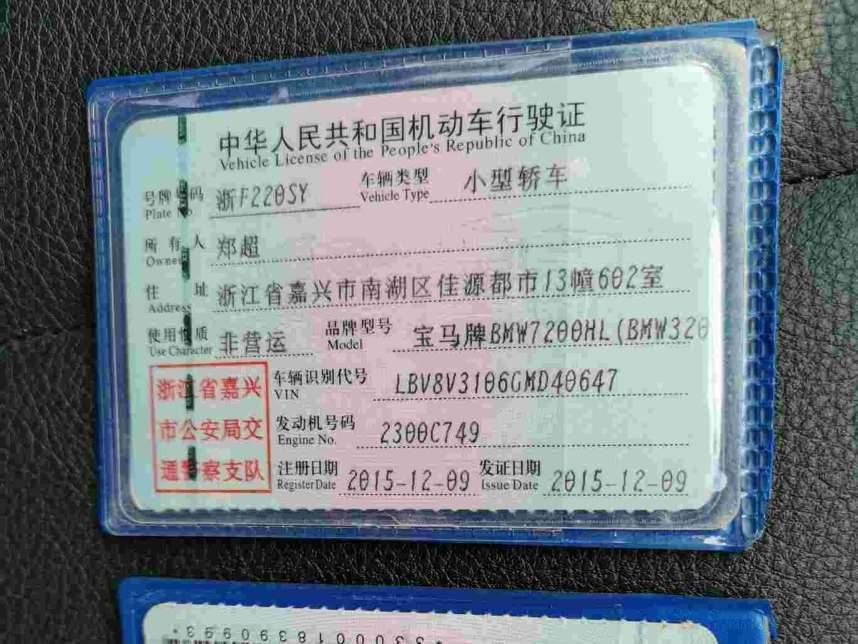 中华人民共和国机动车行驶证
Vehicle License of the People's Republic of China
号牌号码 浙F220SY 车辆类型 小型轿车
Plate No Vehicle Type
所有人 郑超
Owner
住址 浙江省嘉兴市南湖区佳源都市13幢602室
Address
使用性质 非营运 品牌型号 宝马牌BMW7200HL(BMW320
Use Character Model
浙江省嘉兴 车辆识别代号 LBV8V3106GMD40647
VIN
市公安局交 发动机号码 2300C749
Engine No.
通警察支队 注册日期 2015-12-09 发证日期 2015-12-09
Register Date Issue Date